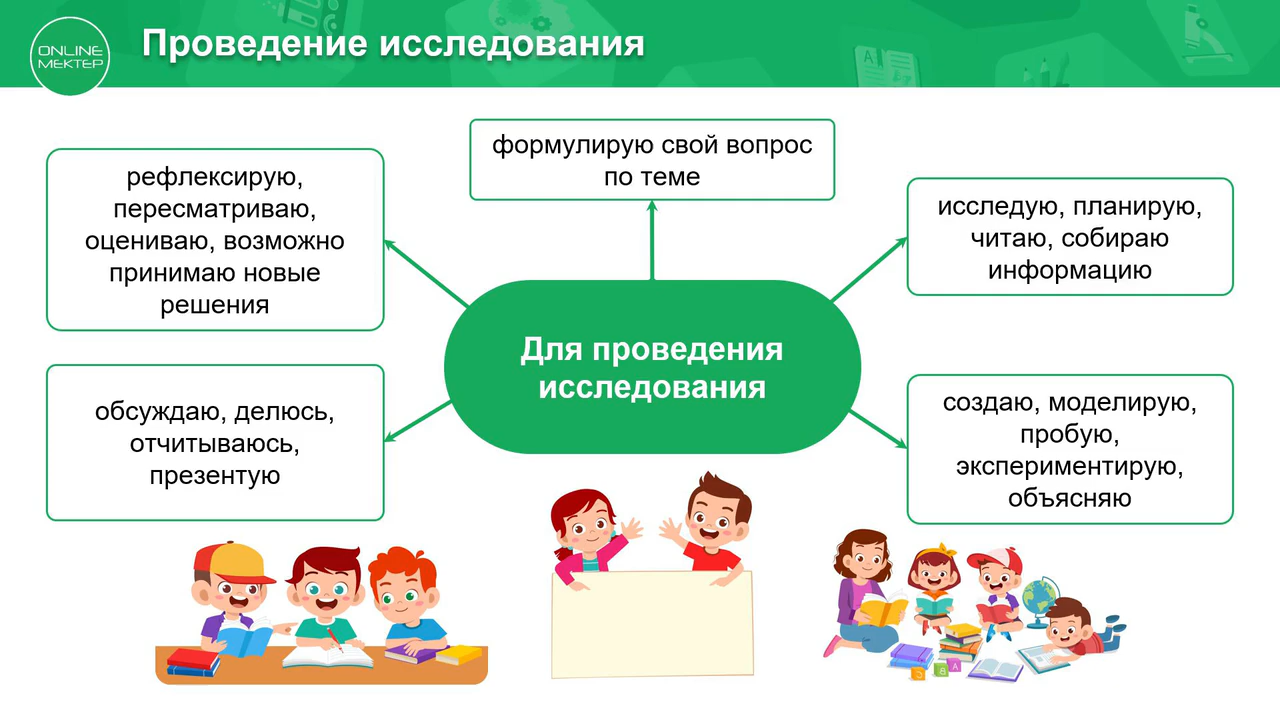 ONLINE
МЕКТЕР
Проведение исследования
формулирую свой вопрос
по теме
рефлексирую,
пересматриваю,
оцениваю, возможно
принимаю новые
решения
исследую, планирую,
читаю, собираю
информацию
Для проведения
исследования
обсуждаю, делюсь,
отчитываюсь,
презентую
создаю, моделирую,
пробую,
экспериментирую,
объясняю